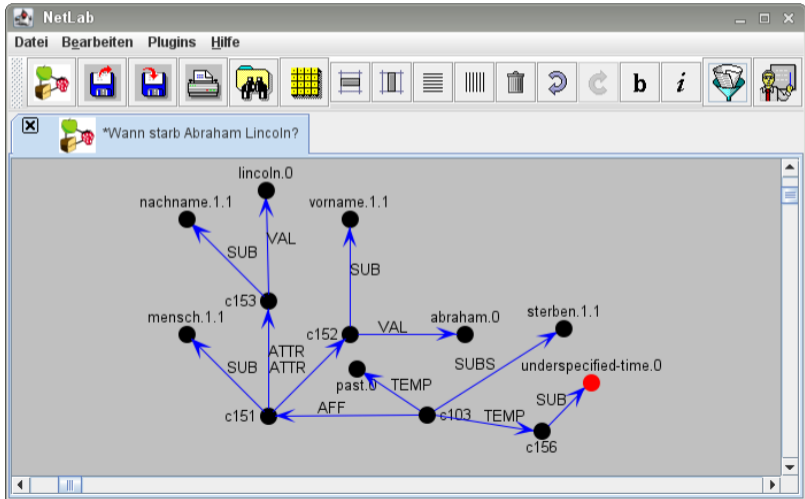 NetLab
Datei Bearbeiten Plugins Hilfe
b i
*Wann starb Abraham Lincoln?
lincoln.0
nachname.1.1 vorname.1.1
VAL
SUB
SUB
c153
mensch.1.1 c152 VAL abraham.0 sterben.1.1
ATTR
SUB ATTR SUBS underspecified-time.0
past.0 TEMP
SUB
c151 AFF c103 TEMP
c156